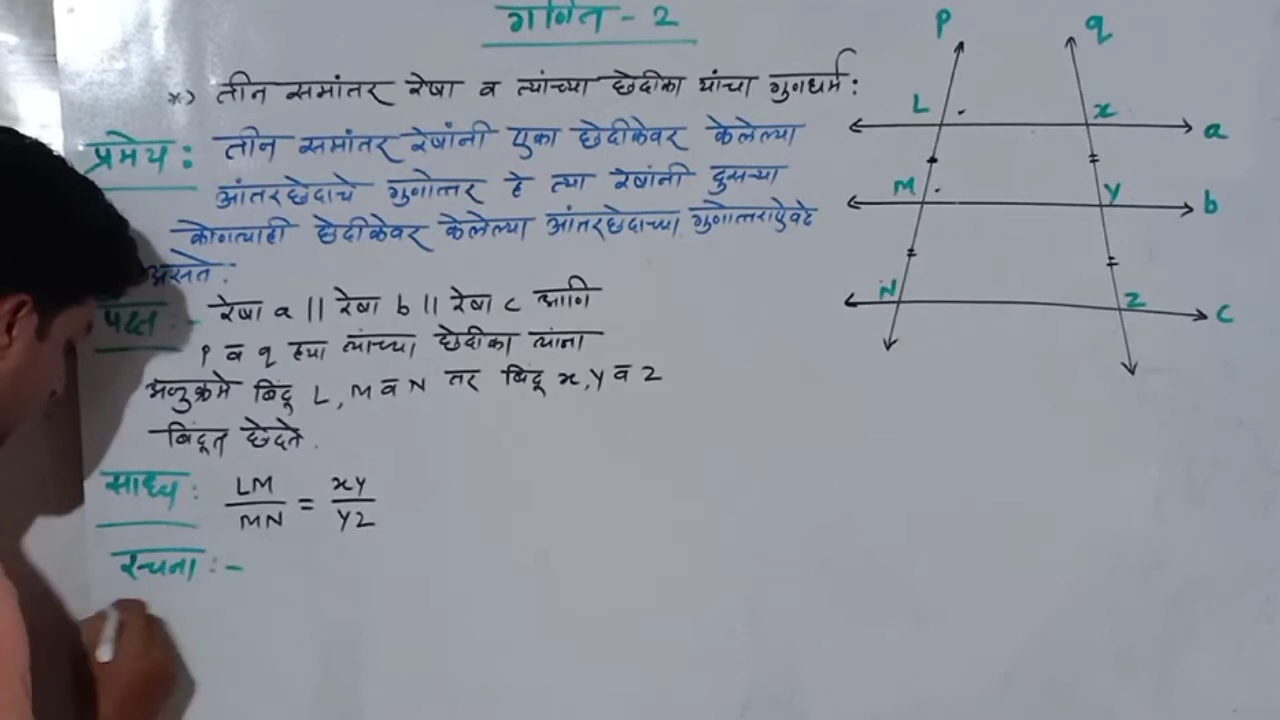 गणित - 2
*) तीन समांतर रेषा व त्यांच्या छेदीका यांचा गुणधर्म :
प्रमेय : तीन समांतर रेषांनी एका छेदीकेवर केलेल्या
आंतरछेदाचे गुणोत्तर हे त्या रेषांनी दुसऱ्या
कोणत्याही छेदीकेवर केलेल्या आंतरछेदाच्या गुणोत्तराऐवढे
असते.
पक्ष :- रेषा a || रेषा b || रेषा c आणि
P व q ह्या त्यांच्या छेदीका त्यांना
अनुक्रमे बिंदू L, M व N तर बिंदू x, y व z
बिंदूत छेदते.
साध्य : LM/MN = xy/yz
रचना :-
P q
L x a
M y b
N z c